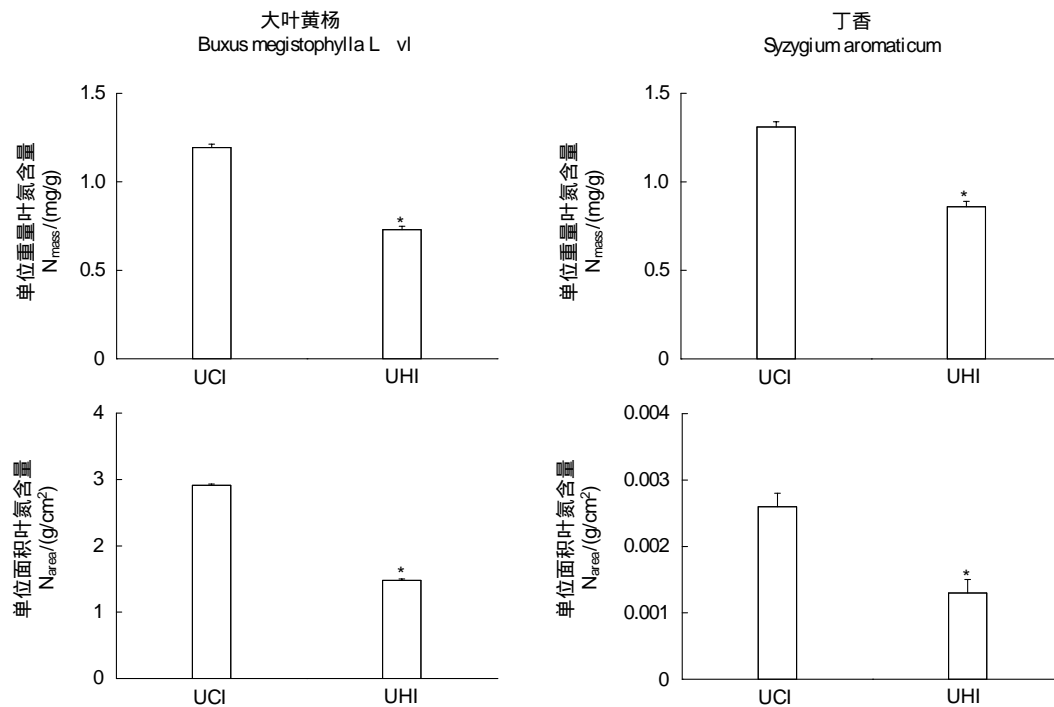 大叶黄杨
Buxus megistophylla L vl
丁香
Syzygium aromaticum
单位重量叶氮含量
Nmass/(mg/g)
1.5
1.0
0.5
0
*
UCI
UHI
单位重量叶氮含量
Nmass/(mg/g)
1.5
1.0
0.5
0
*
UCI
UHI
单位面积叶氮含量
Narea/(g/cm²)
4
3
2
1
0
*
UCI
UHI
单位面积叶氮含量
Narea/(g/cm²)
0.004
0.003
0.002
0.001
0
*
UCI
UHI